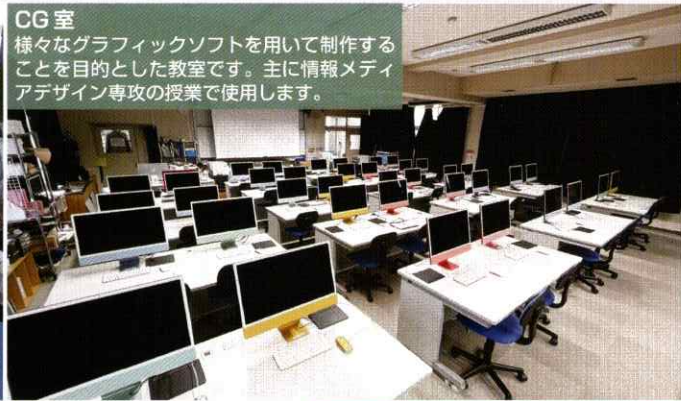 CG室
様々なグラフィックソフトを用いて制作する
ことを目的とした教室です。主に情報メディ
アデザイン専攻の授業で使用します。